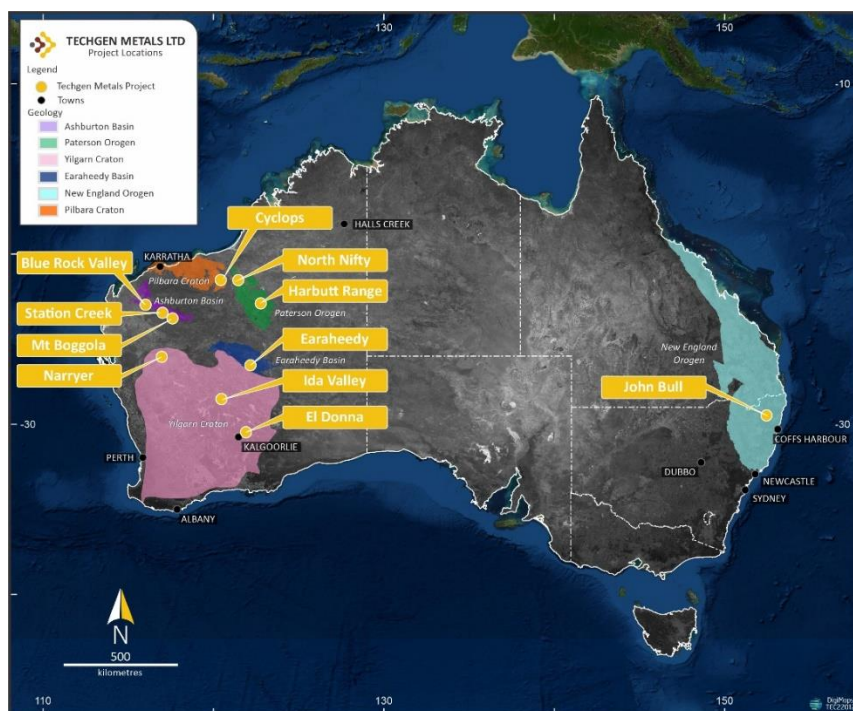 TECHGEN METALS LTD
Project Locations
Legend
Techgen Metals Project
Towns
Geology
Ashburton Basin
Paterson Orogen
Yilgarn Craton
Earaheedy Basin
New England Orogen
Pilbara Craton
130
150
-10
-10
Cyclops
HALLS CREEK
KARRATHA
Blue Rock Valley
North Nifty
Pilbara Craton
Harbutt Range
Ashburton Basin
Station Creek
Paterson Orogen
Mt Boggola
Earaheedy
New England
Orogen
Earaheedy Basin
Narryer
Ida Valley
John Bull
El Donna
Yilgarn Craton
-30
-30
KALGOORLIE
COFFS HARBOUR
PERTH
DUBBO
NEWCASTLE
SYDNEY
ALBANY
N
500
kilometres
110
130
150
DigiMaps